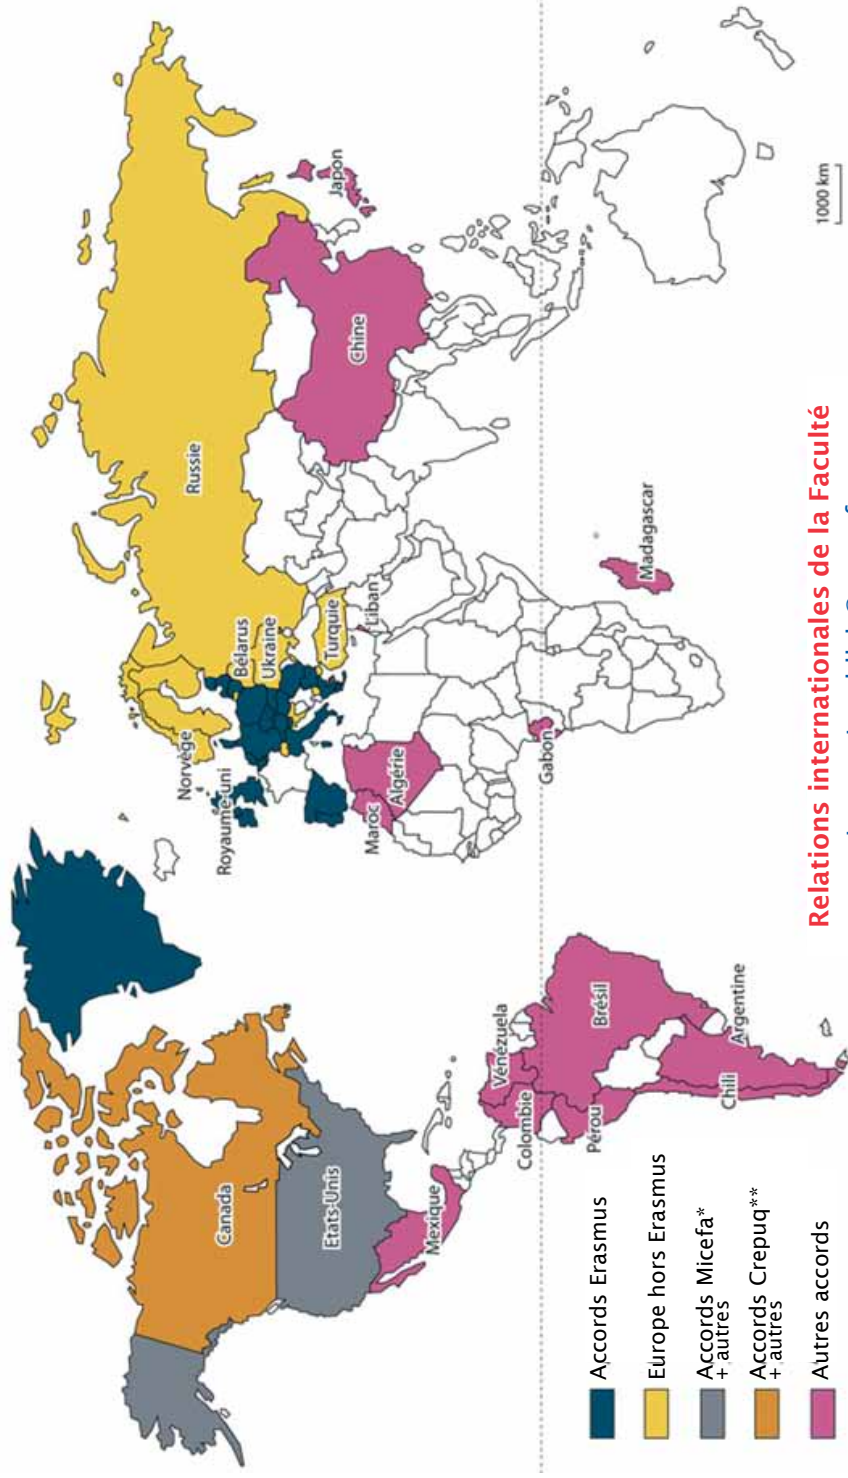 Canada
Etats-Unis
Mexique
Vénézuela
Colombie
Brésil
Pérou
Argentine
Chili
Norvège
Royaume-uni
Bélarus
Ukraine
Turquie
Liban
Maroc
Algérie
Gabon
Madagascar
Russie
Chine
Japon
1000 km
Accords Erasmus
Europe hors Erasmus
Accords Micefa*
+ autres
Accords Crepuq**
+ autres
Autres accords
Relations internationales de la Faculté